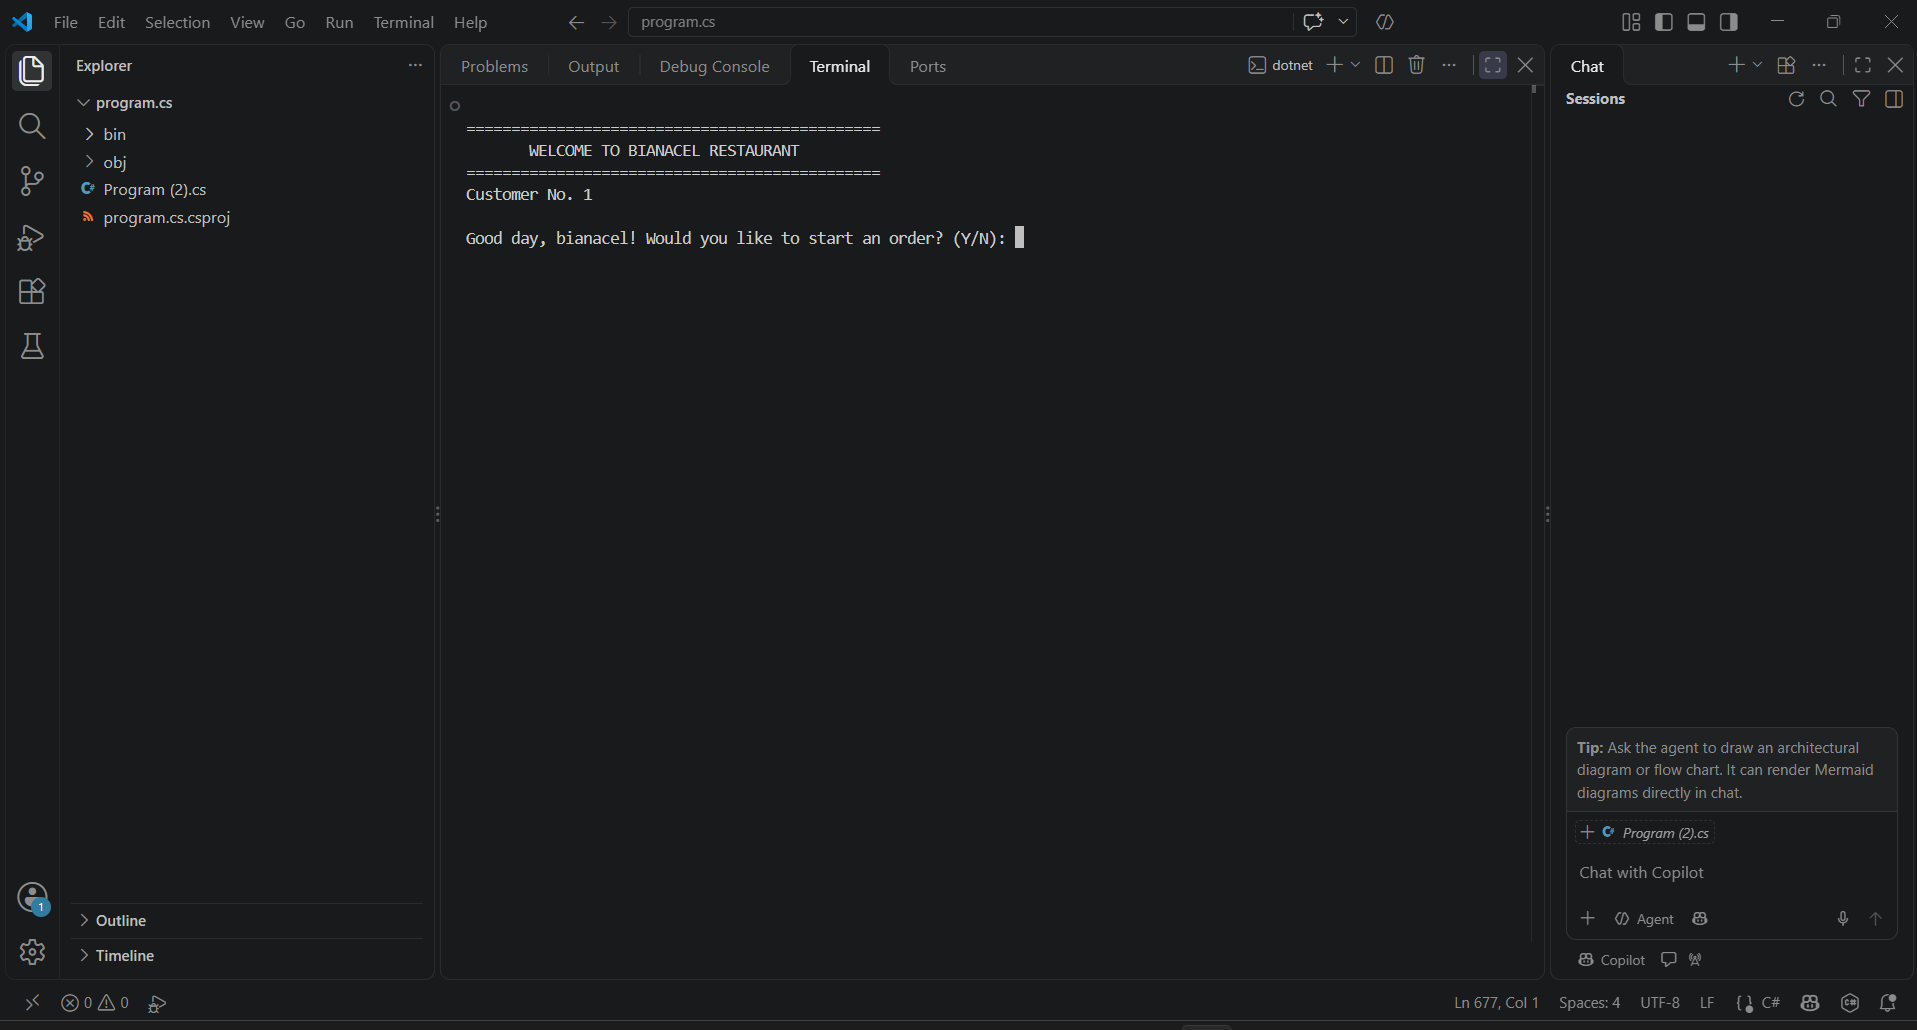 File Edit Selection View Go Run Terminal Help
program.cs
Explorer
program.cs
bin
obj
Program (2).cs
program.cs.csproj
Outline
Timeline
Problems Output Debug Console Terminal Ports
dotnet
==============================================
WELCOME TO BIANACEL RESTAURANT
==============================================
Customer No. 1
Good day, bianacel! Would you like to start an order? (Y/N):
Chat
Sessions
Tip: Ask the agent to draw an architectural
diagram or flow chart. It can render Mermaid
diagrams directly in chat.
Program (2).cs
Chat with Copilot
Agent
Copilot
1
0 0
Ln 677, Col 1 Spaces: 4 UTF-8 LF C#